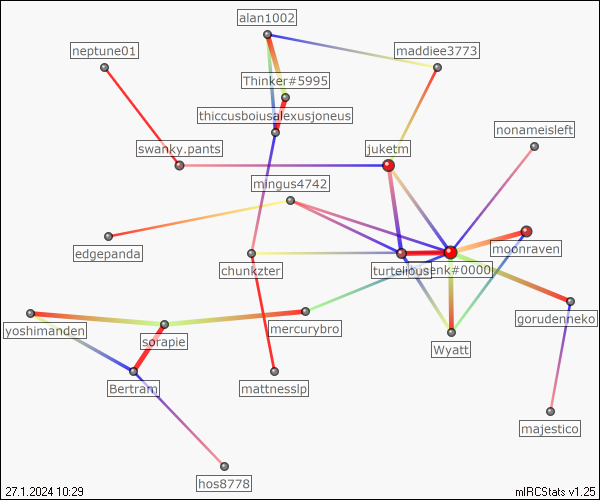 alan1002
neptune01
maddiee3773
Thinker#5995
thiccusboiusalexusjoneus
nonameisleft
swanky.pants
juketm
mingus4742
edgepanda
moonraven
chunkzter
turtelious
senk#0000
gorudenneko
yoshimanden
mercurybro
sorapie
Wyatt
Bertram
mattnesslp
majestico
hos8778
27.1.2024 10:29
mIRCStats v1.25